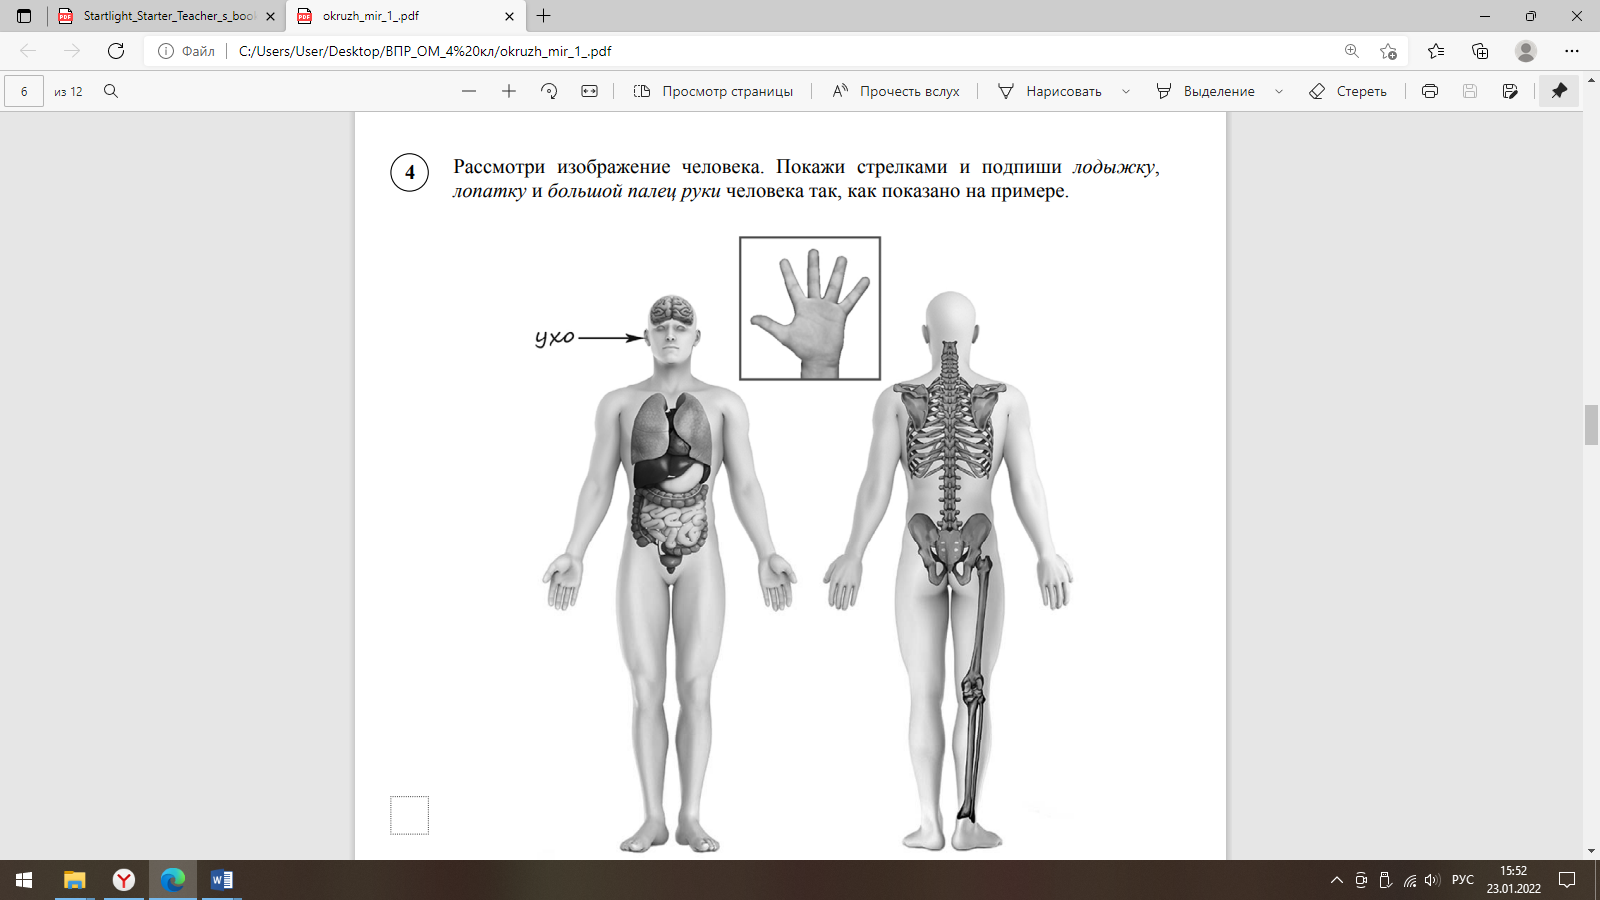 Startlight_Starter_Teacher_s_book
okruzh_mir_1_.pdf
Файл
C:/Users/User/Desktop/ВПР_ОМ_4%20кл/okruzh_mir_1_.pdf
6 из 12
Просмотр страницы
Прочесть вслух
Нарисовать
Выделение
Стереть
4
Рассмотри изображение человека. Покажи стрелками и подпиши лодыжку,
лопатку и большой палец руки человека так, как показано на примере.
ухо
РУС
15:52
23.01.2022